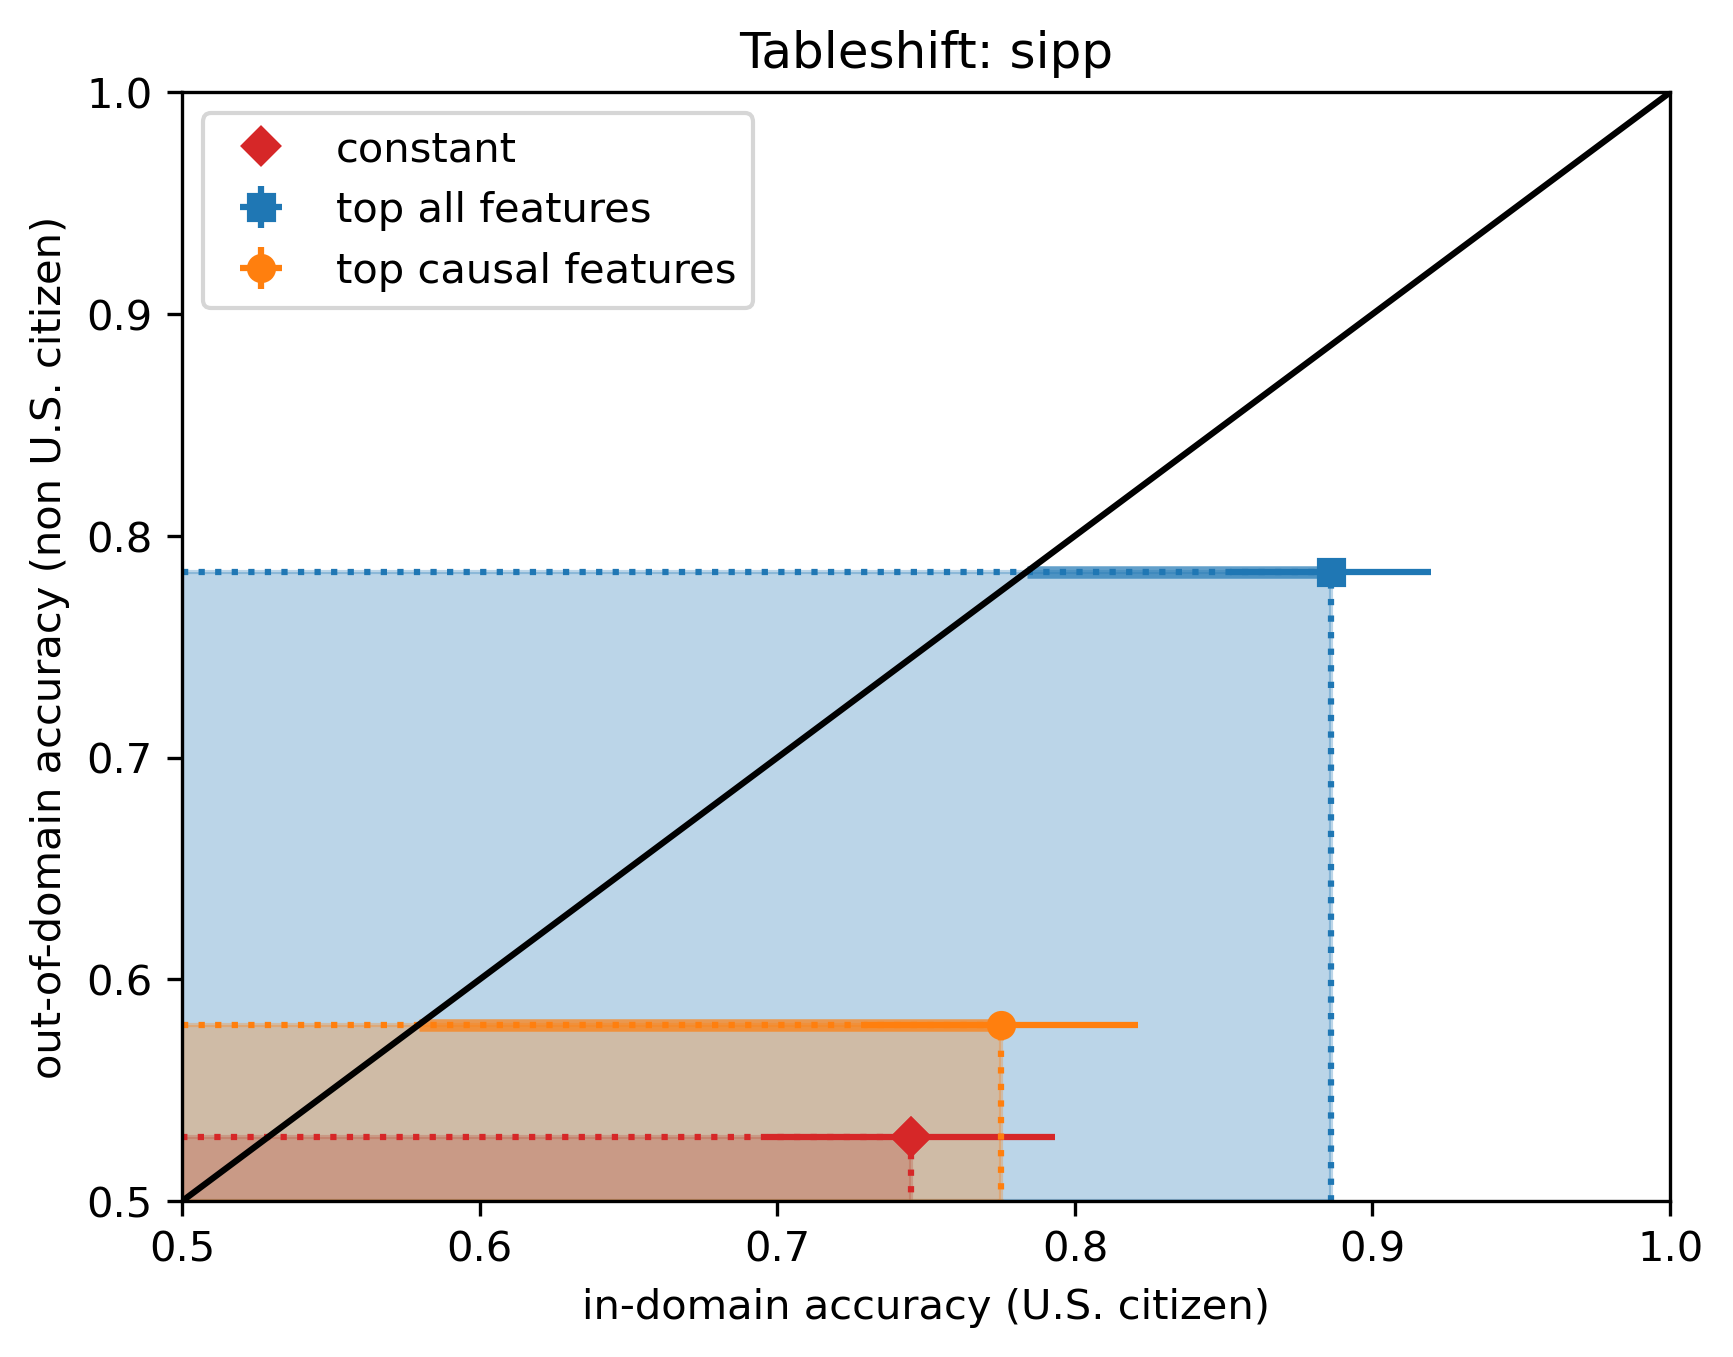 Tableshift: sipp
constant
top all features
top causal features
1.0
0.9
0.8
0.7
0.6
0.5
out-of-domain accuracy (non U.S. citizen)
0.5 0.6 0.7 0.8 0.9 1.0
in-domain accuracy (U.S. citizen)